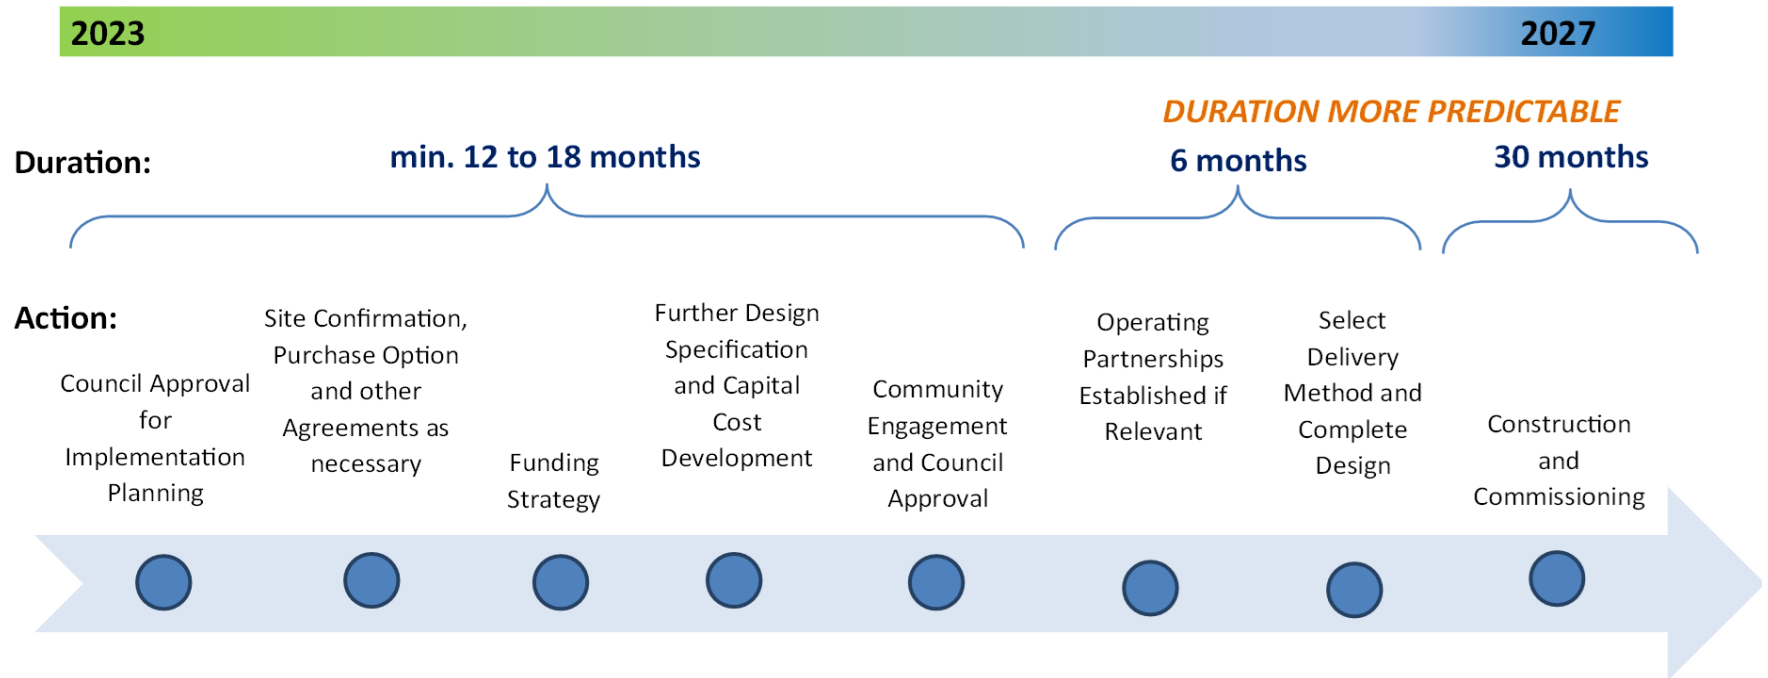 2023
2027
DURATION MORE PREDICTABLE
Duration:
min. 12 to 18 months
6 months
30 months
Action:
Council Approval
for
Implementation
Planning
Site Confirmation,
Purchase Option
and other
Agreements as
necessary
Funding
Strategy
Further Design
Specification
and Capital
Cost
Development
Community
Engagement
and Council
Approval
Operating
Partnerships
Established if
Relevant
Select
Delivery
Method and
Complete
Design
Construction
and
Commissioning